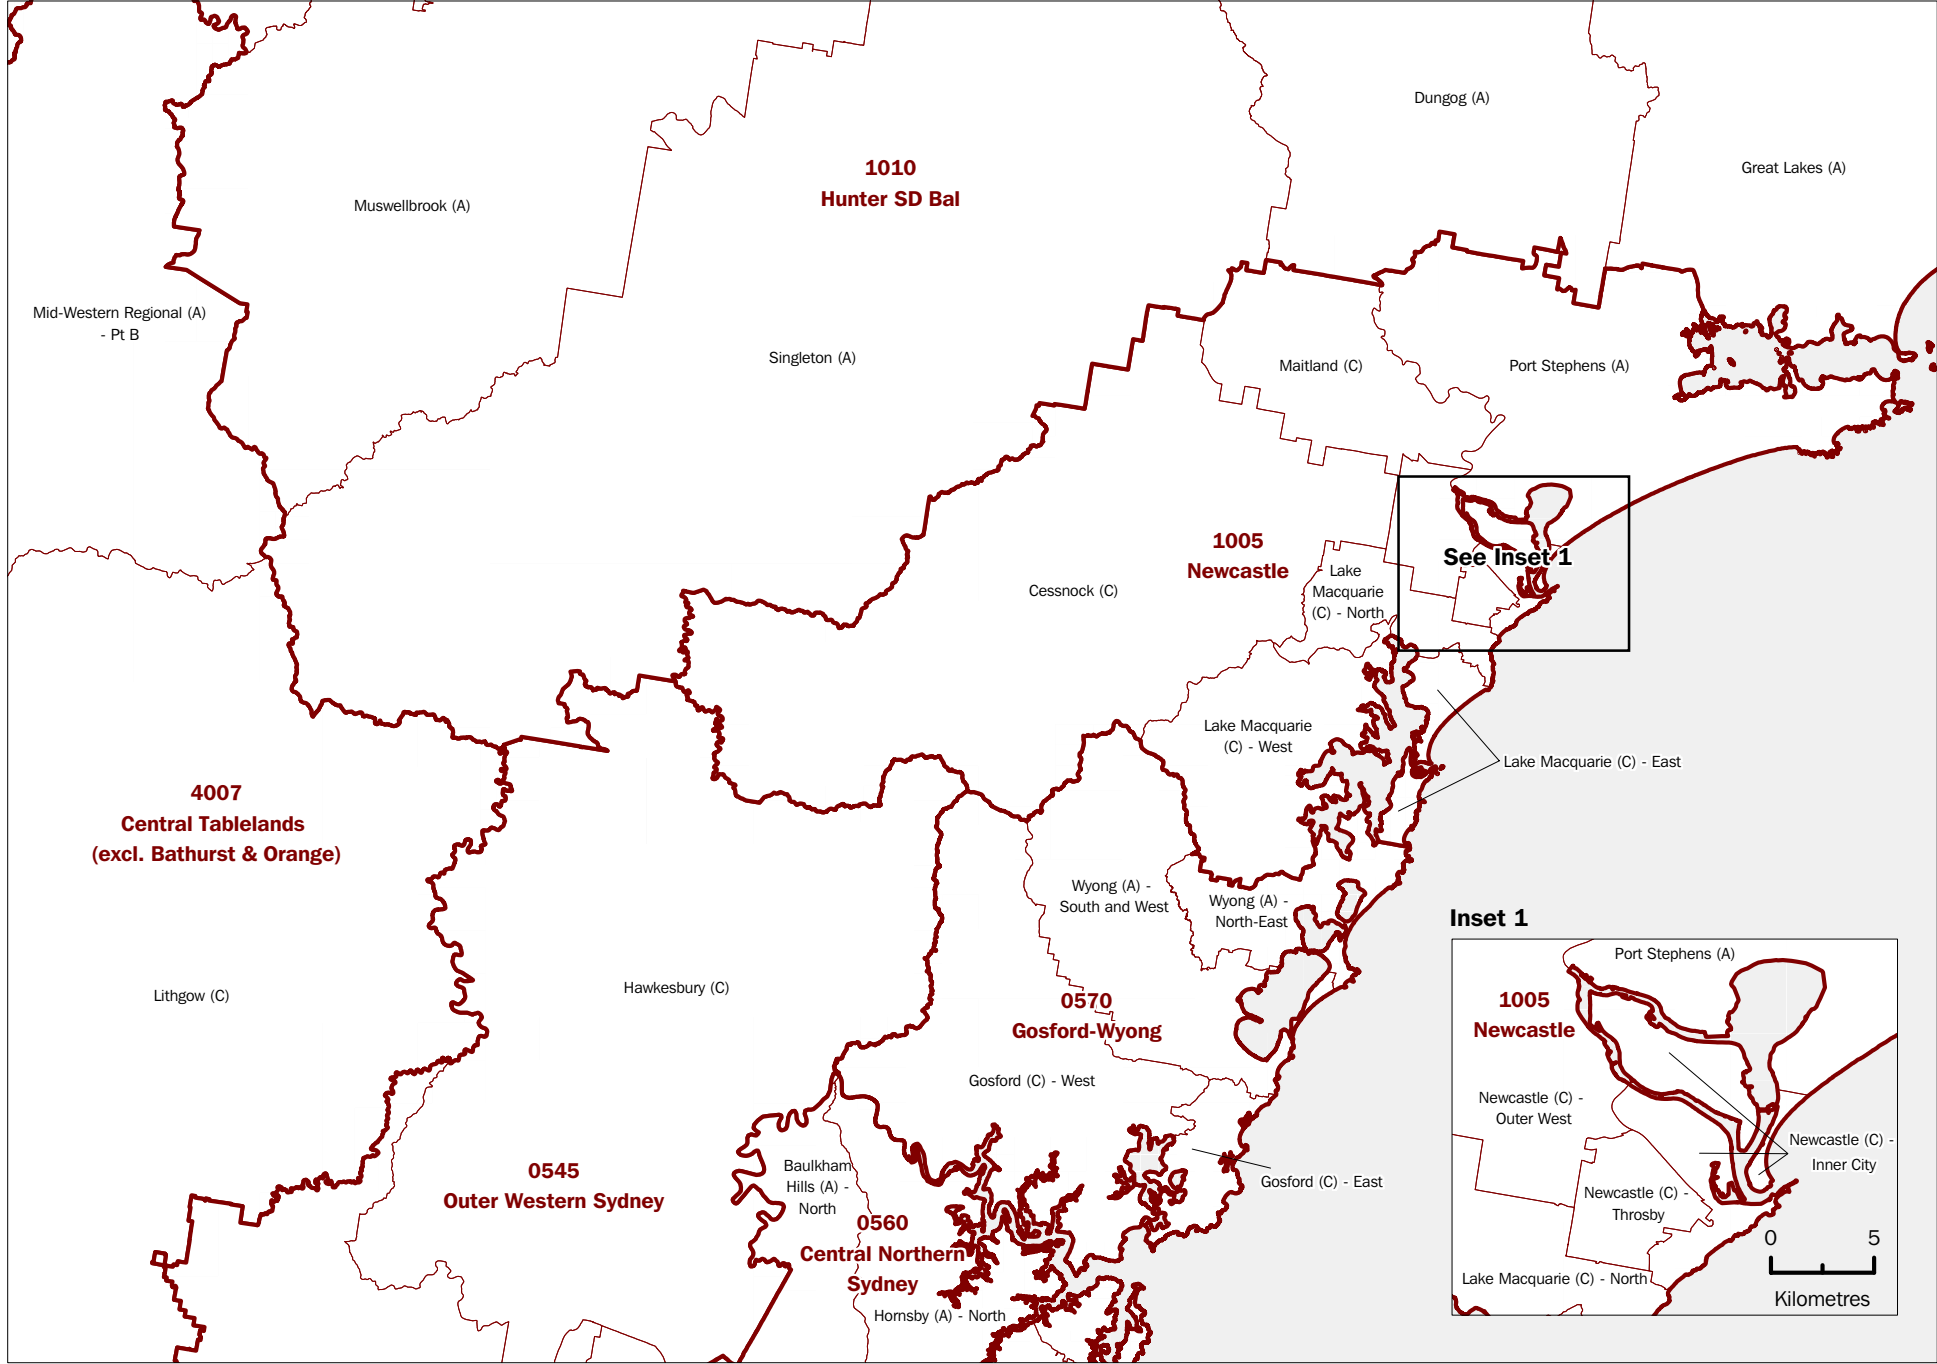 Dungog (A)
Great Lakes (A)
1010
Hunter SD Bal
Muswellbrook (A)
Mid-Western Regional (A)
- Pt B
Singleton (A)
Maitland (C)
Port Stephens (A)
1005
Newcastle
See Inset 1
Cessnock (C)
Lake
Macquarie
(C) - North
Lake Macquarie
(C) - West
Lake Macquarie (C) - East
4007
Central Tablelands
(excl. Bathurst & Orange)
Wyong (A) -
South and West
Wyong (A) -
North-East
Lithgow (C)
Hawkesbury (C)
0570
Gosford-Wyong
Gosford (C) - West
Gosford (C) - East
0545
Outer Western Sydney
Baulkham
Hills (A) -
North
0560
Central Northern
Sydney
Hornsby (A) - North
Inset 1
Port Stephens (A)
1005
Newcastle
Newcastle (C) -
Outer West
Newcastle (C) -
Inner City
Newcastle (C) -
Throsby
Lake Macquarie (C) - North
0 5
Kilometres